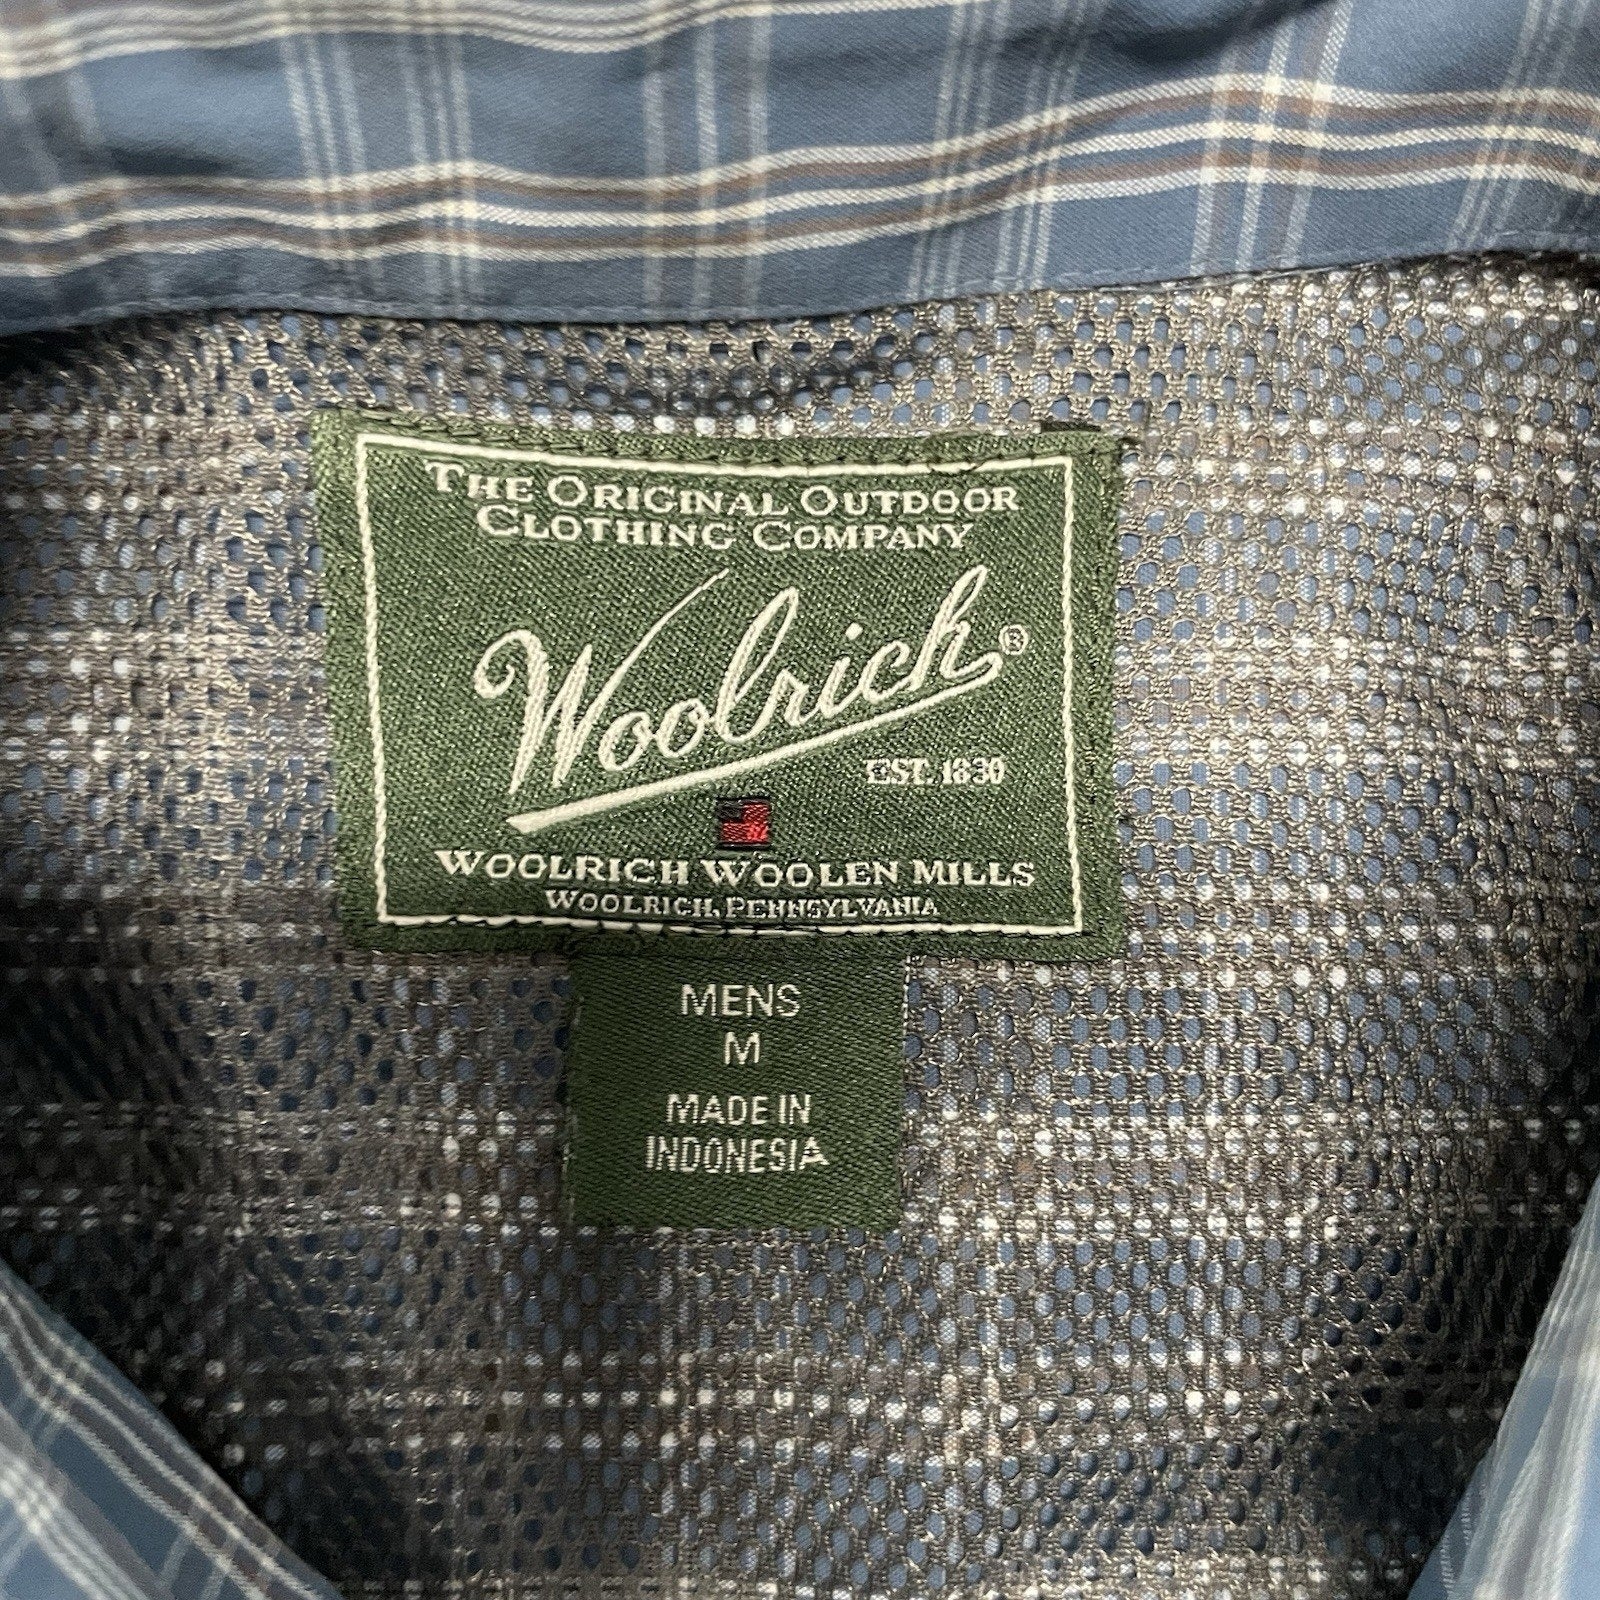 THE ORIGINAL OUTDOOR
CLOTHING COMPANY
Woolrich®
EST. 1830
WOOLRICH WOOLEN MILLS
WOOLRICH, PENNSYLVANIA
MENS
M
MADE IN
INDONESIA